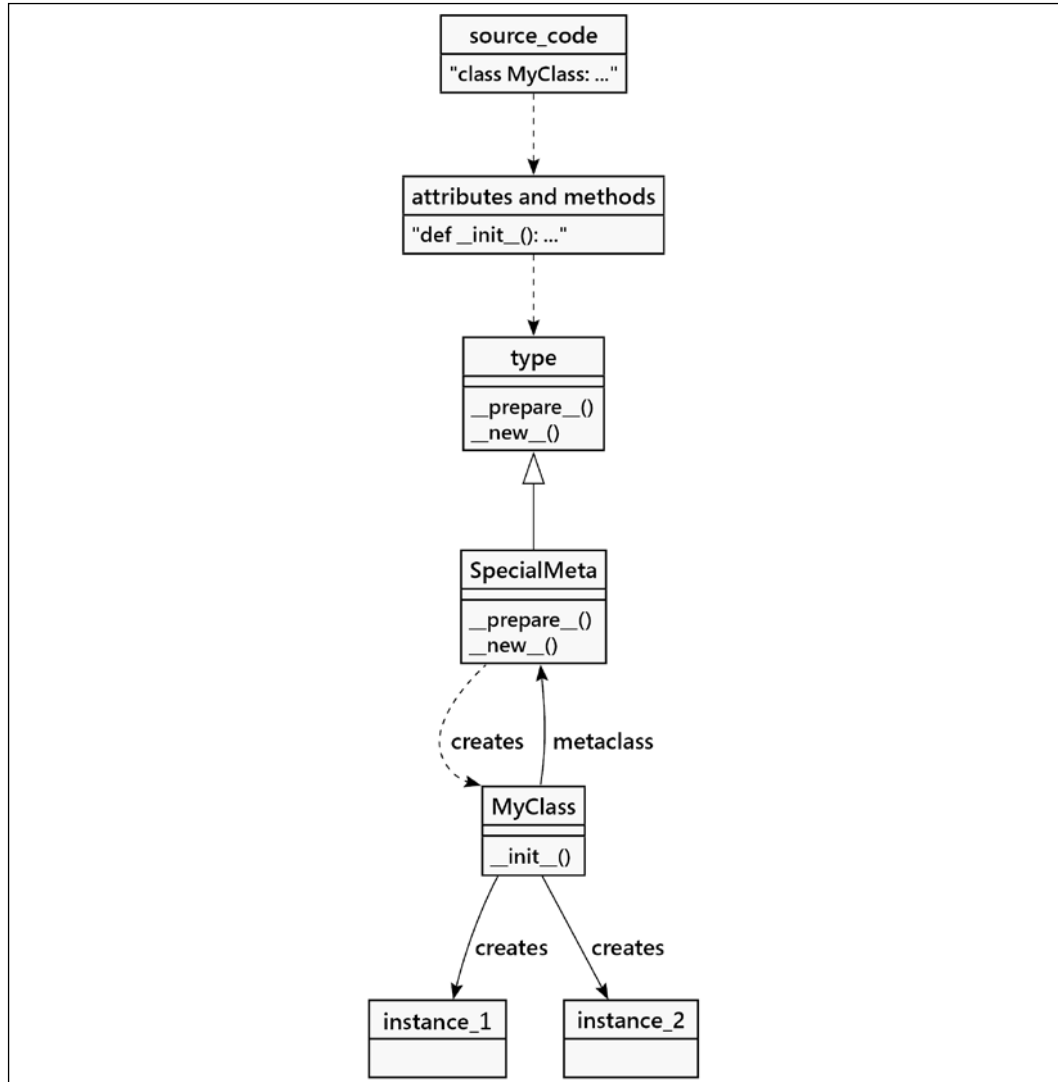 source_code
"class MyClass: ..."
attributes and methods
"def __init__(): ..."
type
__prepare__()
__new__()
SpecialMeta
__prepare__()
__new__()
creates
metaclass
MyClass
__init__()
creates
creates
instance_1
instance_2